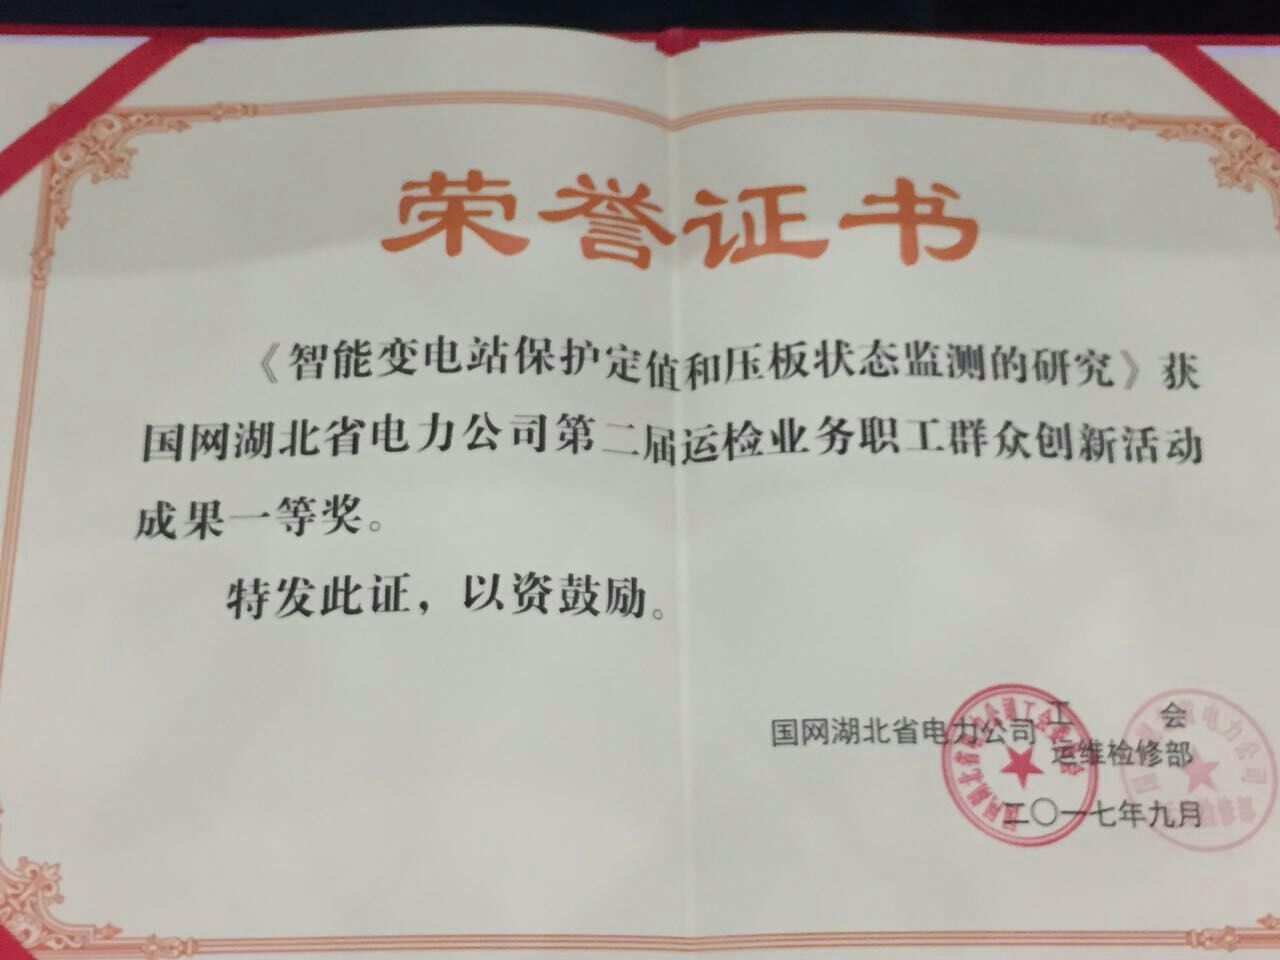 荣誉证书
《智能变电站保护定值和压板状态监测的研究》获
国网湖北省电力公司第二届运检业务职工群众创新活动
成果一等奖。
特发此证，以资鼓励。
国网湖北省电力公司工会
运维检修部
二〇一七年九月